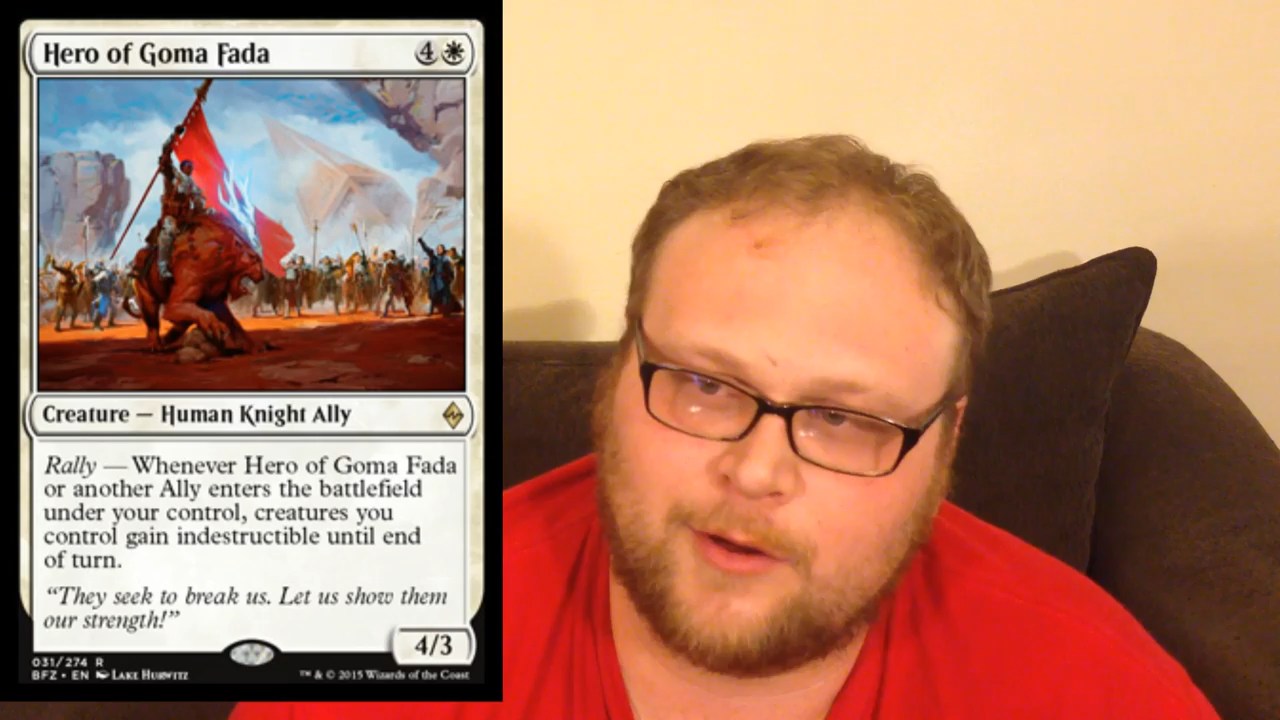 Hero of Goma Fada 4
Creature — Human Knight Ally
Rally — Whenever Hero of Goma Fada
or another Ally enters the battlefield
under your control, creatures you
control gain indestructible until end
of turn.
“They seek to break us. Let us show them
our strength!”
4/3
031/274 R
BFZ • EN Lake Hurwitz
™ & © 2015 Wizards of the Coast